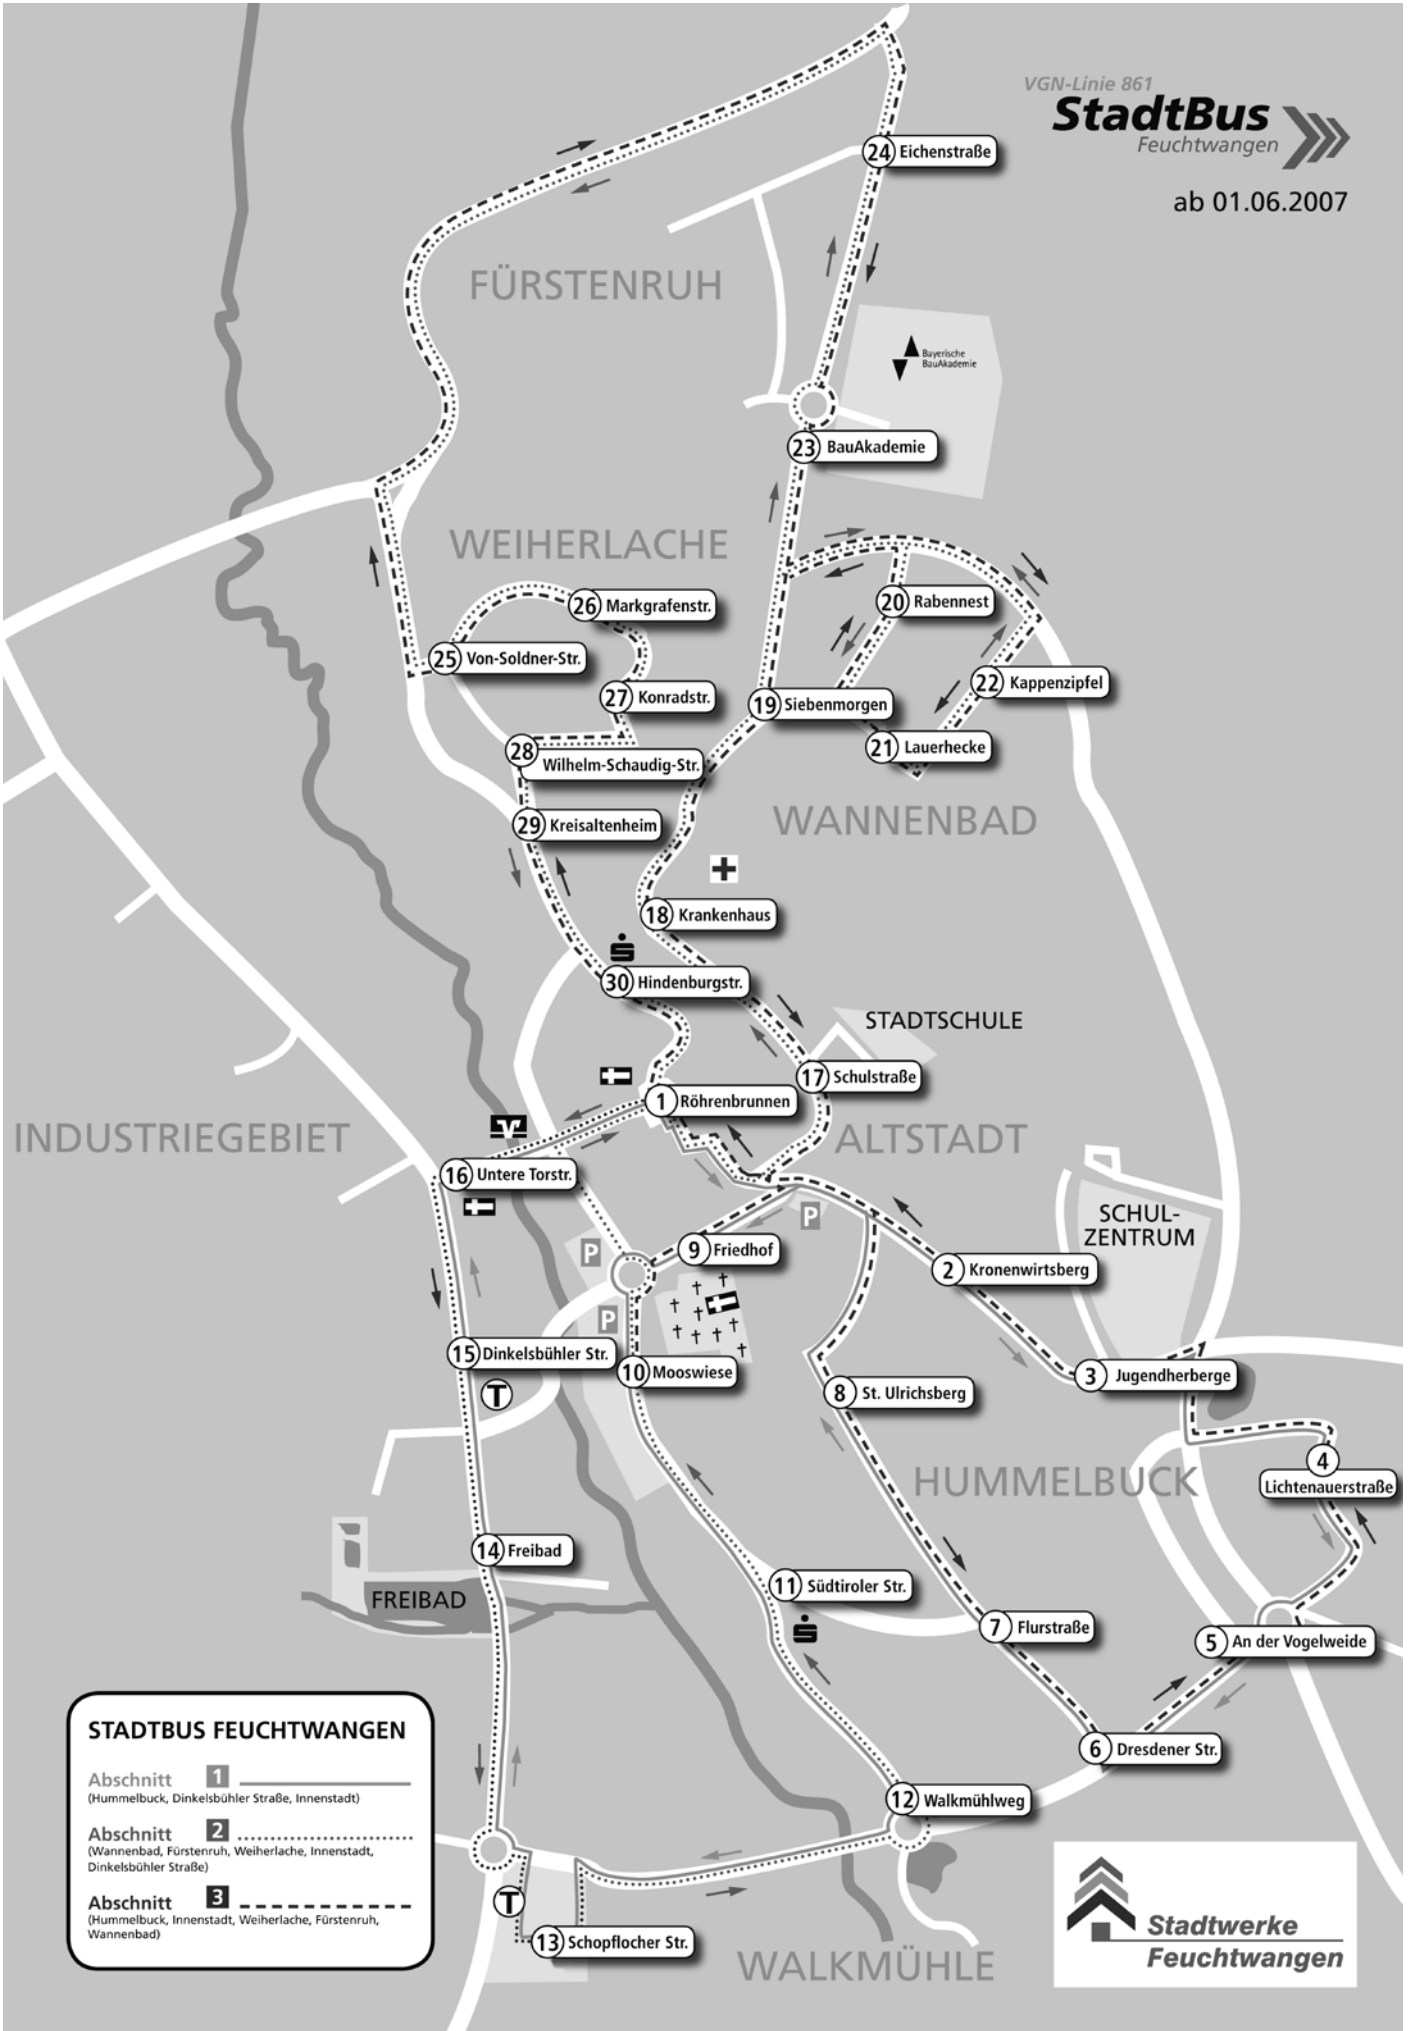 VGN-Linie 861
StadtBus
Feuchtwangen
ab 01.06.2007
24 Eichenstraße
FÜRSTENRUH
Bayerische
BauAkademie
23 BauAkademie
WEIHERLACHE
26 Markgrafenstr.
20 Rabennest
25 Von-Soldner-Str.
22 Kappenzipfel
27 Konradstr.
19 Siebenmorgen
21 Lauerhecke
28 Wilhelm-Schaudig-Str.
WANNENBAD
29 Kreisaltenheim
18 Krankenhaus
30 Hindenburgstr.
STADTSCHULE
17 Schulstraße
1 Röhrenbrunnen
INDUSTRIEGEBIET
ALTSTADT
16 Untere Torstr.
SCHUL-
ZENTRUM
P
9 Friedhof
P
2 Kronenwirtsberg
P
15 Dinkelsbühler Str.
10 Mooswiese
3 Jugendherberge
T
8 St. Ulrichsberg
HUMMELBUCK
4
Lichtenauerstraße
14 Freibad
FREIBAD
11 Südtiroler Str.
7 Flurstraße
5 An der Vogelweide
6 Dresdener Str.
12 Walkmühlweg
T
13 Schopflocher Str.
WALKMÜHLE
STADTBUS FEUCHTWANGEN
Abschnitt 1
(Hummelbuck, Dinkelsbühler Straße, Innenstadt)
Abschnitt 2
(Wannenbad, Fürstenruh, Weiherlache, Innenstadt,
Dinkelsbühler Straße)
Abschnitt 3
(Hummelbuck, Innenstadt, Weiherlache, Fürstenruh,
Wannenbad)
Stadtwerke
Feuchtwangen